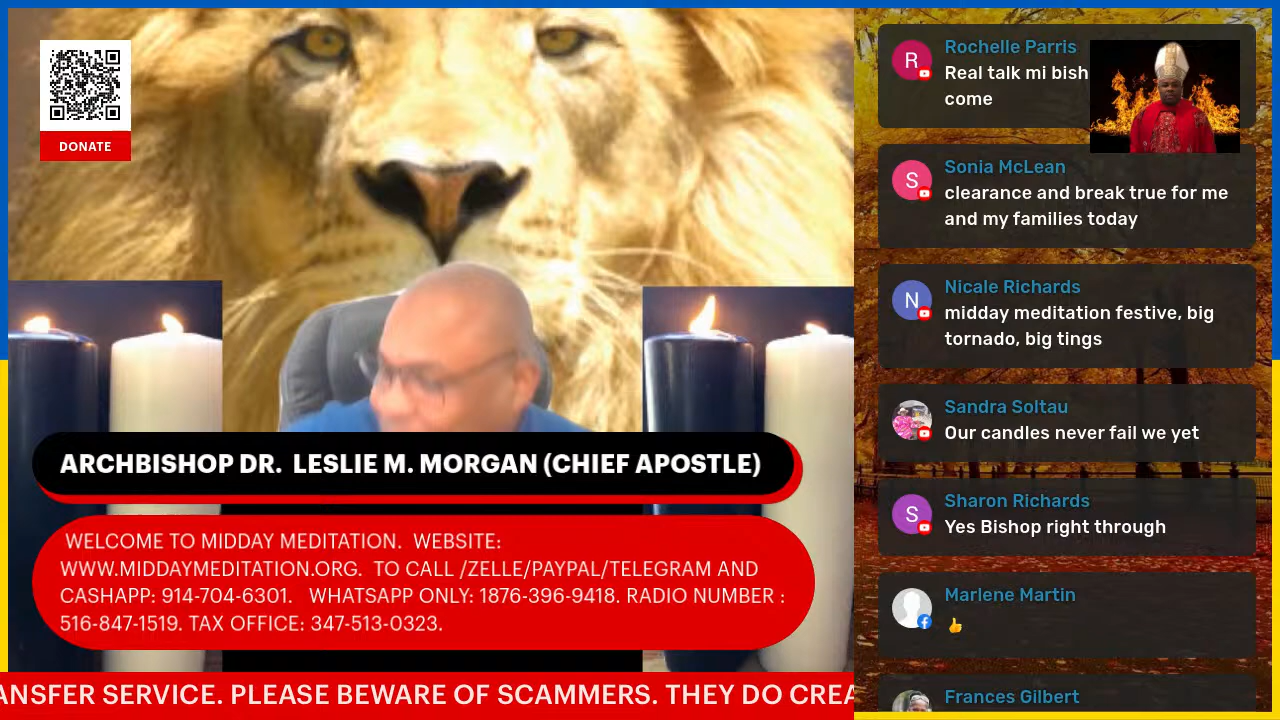 DONATE
ARCHBISHOP DR. LESLIE M. MORGAN (CHIEF APOSTLE)
WELCOME TO MIDDAY MEDITATION. WEBSITE:
WWW.MIDDAYMEDITATION.ORG. TO CALL /ZELLE/PAYPAL/TELEGRAM AND
CASHAPP: 914-704-6301. WHATSAPP ONLY: 1876-396-9418. RADIO NUMBER :
516-847-1519. TAX OFFICE: 347-513-0323.
ANSFER SERVICE. PLEASE BEWARE OF SCAMMERS. THEY DO CREA
R
Rochelle Parris
Real talk mi bish
come
S
Sonia McLean
clearance and break true for me
and my families today
N
Nicale Richards
midday meditation festive, big
tornado, big tings
Sandra Soltau
Our candles never fail we yet
S
Sharon Richards
Yes Bishop right through
Marlene Martin
👍
Frances Gilbert